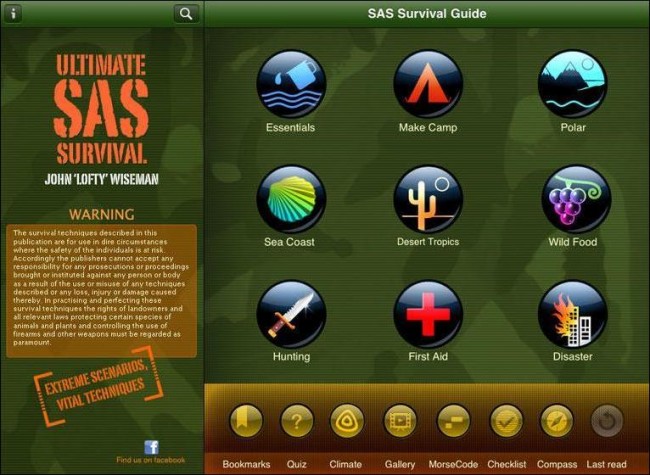 i
SAS Survival Guide
ULTIMATE
SAS
SURVIVAL
JOHN 'LOFTY' WISEMAN
WARNING
The survival techniques described in this
publication are for use in dire circumstances
where the safety of the individuals is at risk.
Accordingly the publishers cannot accept any
responsibility for any prosecutions or proceedings
brought or instituted against any person or body
as a result of the use or misuse of any techniques
described or any loss, injury or damage caused
thereby. In practising and perfecting these
survival techniques the rights of landowners and
all relevant laws protecting certain species of
animals and plants and controlling the use of
firearms and other weapons must be regarded as
paramount.
EXTREME SCENARIOS,
VITAL TECHNIQUES
f
Find us on facebook
Essentials Make Camp Polar
Sea Coast Desert Tropics Wild Food
Hunting First Aid Disaster
?
Bookmarks Quiz Climate Gallery MorseCode Checklist Compass Last read